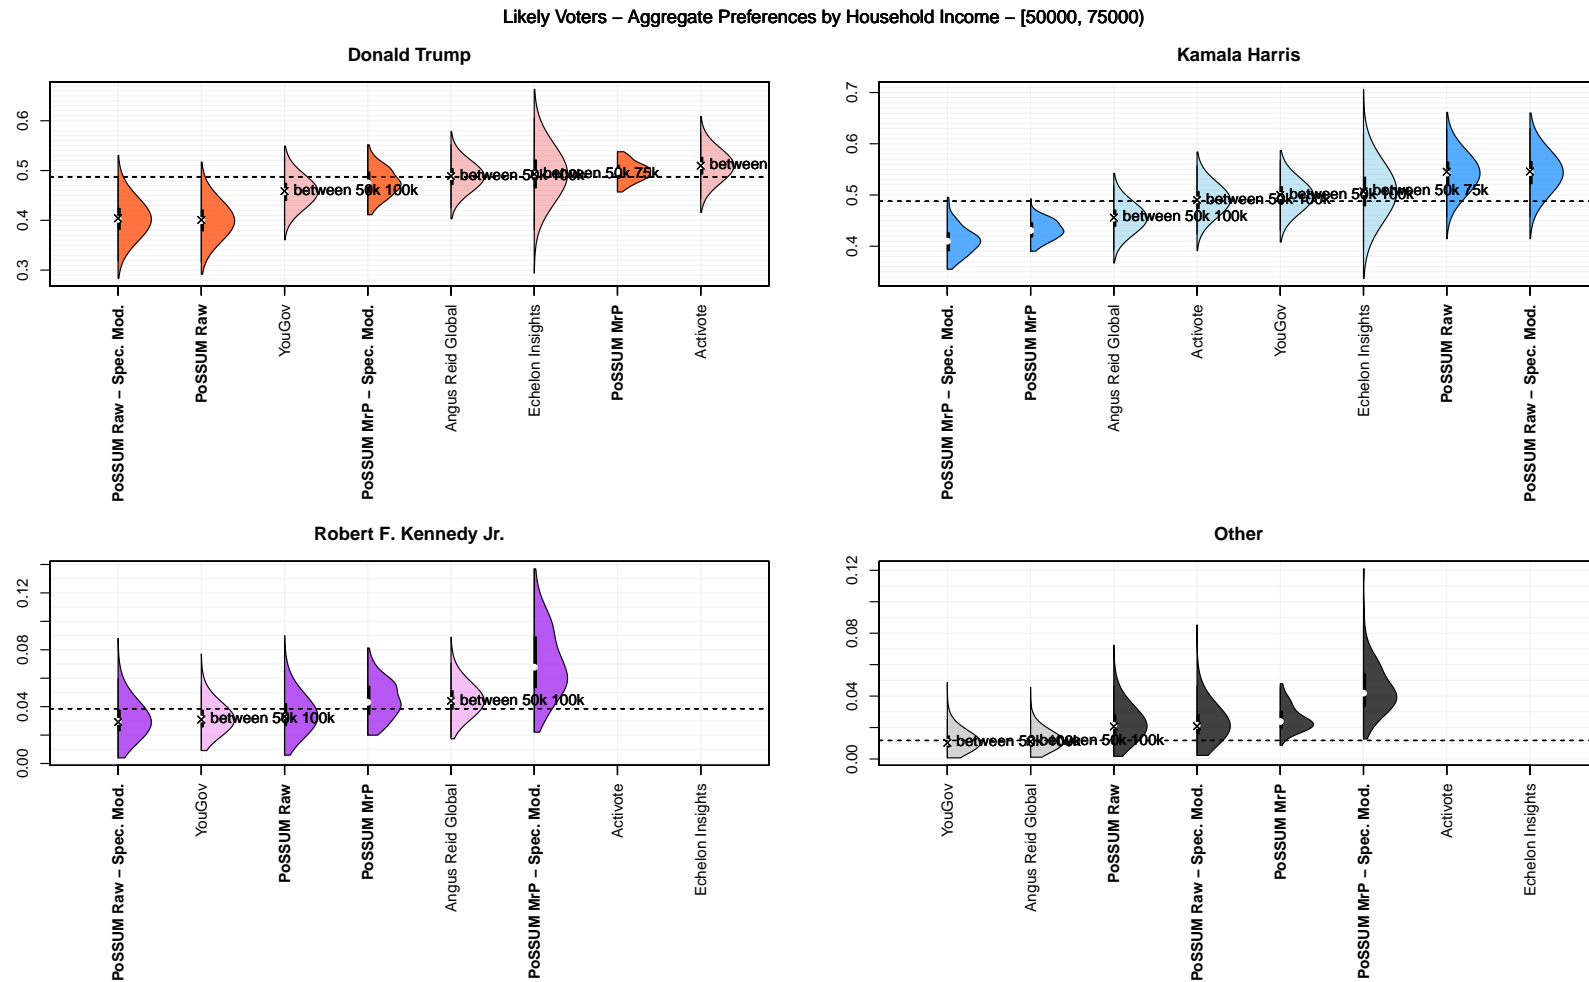 Likely Voters – Aggregate Preferences by Household Income – [50000, 75000)
Donald Trump
0.3
0.4
0.5
0.6
between 50k 100k
between 50k 100k
between 50k 75k
between
PoSSUM Raw – Spec. Mod.
PoSSUM Raw
YouGov
PoSSUM MrP – Spec. Mod.
Angus Reid Global
Echelon Insights
PoSSUM MrP
Activote
Kamala Harris
0.4
0.5
0.6
0.7
between 50k 100k
between 50k 100k
between 50k 100k
between 50k 75k
PoSSUM MrP – Spec. Mod.
PoSSUM MrP
Angus Reid Global
Activote
YouGov
Echelon Insights
PoSSUM Raw
PoSSUM Raw – Spec. Mod.
Robert F. Kennedy Jr.
0.00
0.04
0.08
0.12
between 50k 100k
between 50k 100k
PoSSUM Raw – Spec. Mod.
YouGov
PoSSUM Raw
PoSSUM MrP
Angus Reid Global
PoSSUM MrP – Spec. Mod.
Activote
Echelon Insights
Other
0.00
0.04
0.08
0.12
between 50k 100k
between 50k 100k
YouGov
Angus Reid Global
PoSSUM Raw
PoSSUM Raw – Spec. Mod.
PoSSUM MrP
PoSSUM MrP – Spec. Mod.
Activote
Echelon Insights